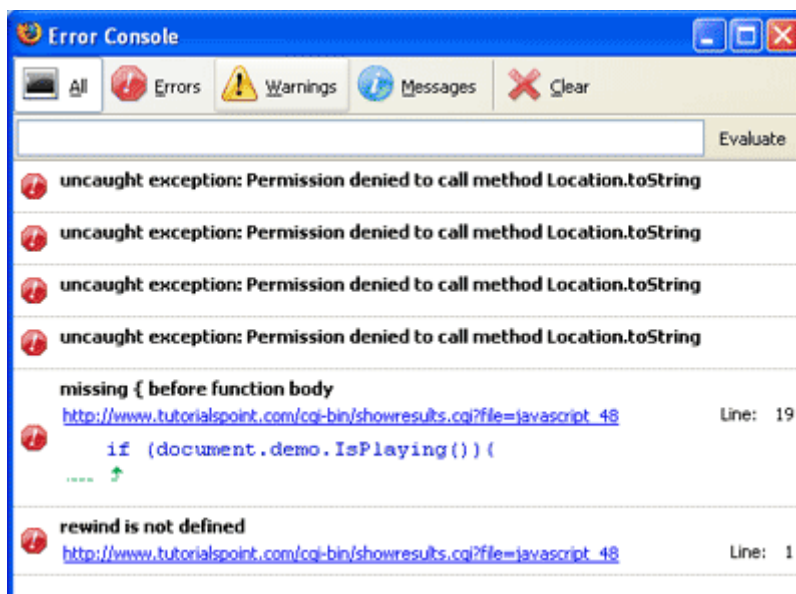 Error Console
All Errors Warnings Messages Clear
Evaluate
uncaught exception: Permission denied to call method Location.toString
uncaught exception: Permission denied to call method Location.toString
uncaught exception: Permission denied to call method Location.toString
uncaught exception: Permission denied to call method Location.toString
missing { before function body
http://www.tutorialspoint.com/cgi-bin/showresults.cgi?file=javascript_48 Line: 19
if (document.demo.IsPlaying()){
rewind is not defined
http://www.tutorialspoint.com/cgi-bin/showresults.cgi?file=javascript_48 Line: 1